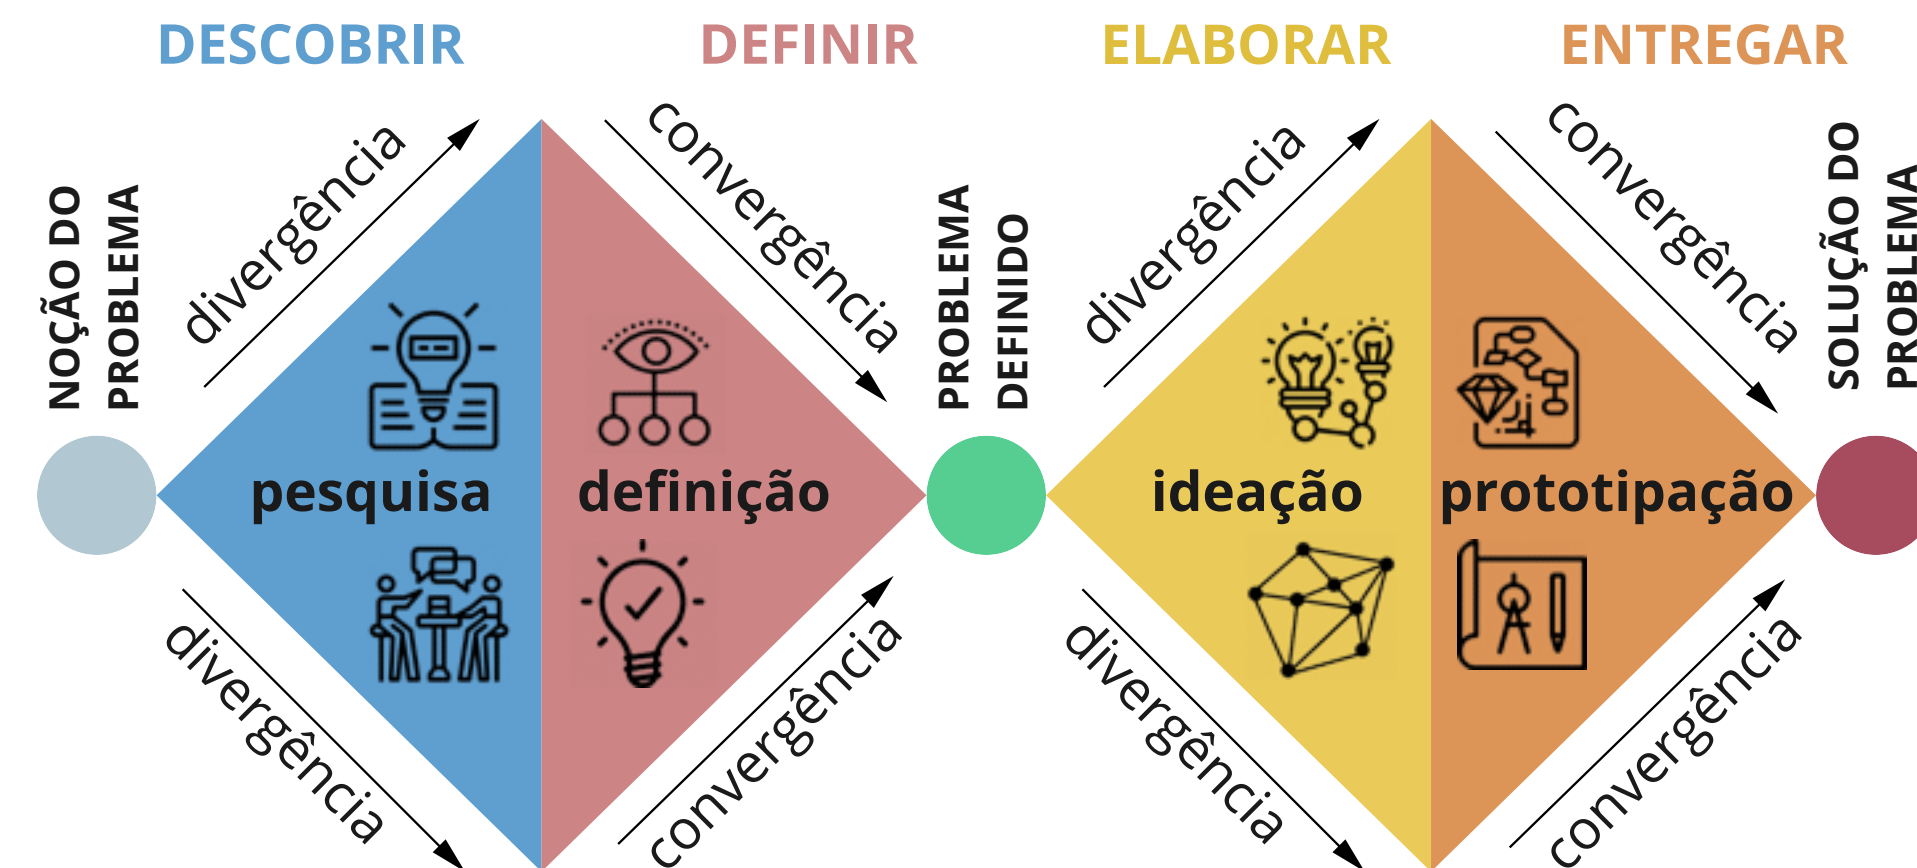 DESCOBRIR
DEFINIR
ELABORAR
ENTREGAR
NOÇÃO DO
PROBLEMA
divergência
convergência
PROBLEMA
DEFINIDO
divergência
convergência
SOLUÇÃO DO
PROBLEMA
pesquisa
definição
ideação
prototipação
divergência
convergência
divergência
convergência